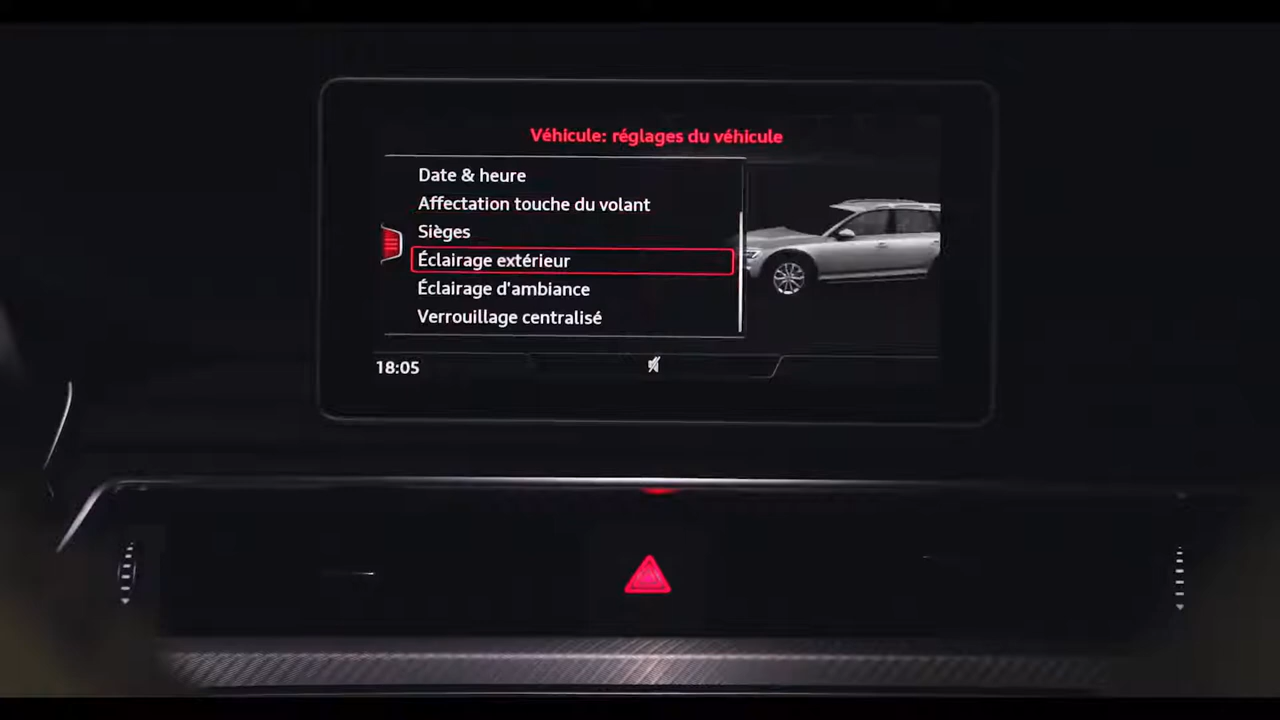 Véhicule: réglages du véhicule
Date & heure
Affectation touche du volant
Sièges
Éclairage extérieur
Éclairage d'ambiance
Verrouillage centralisé
18:05